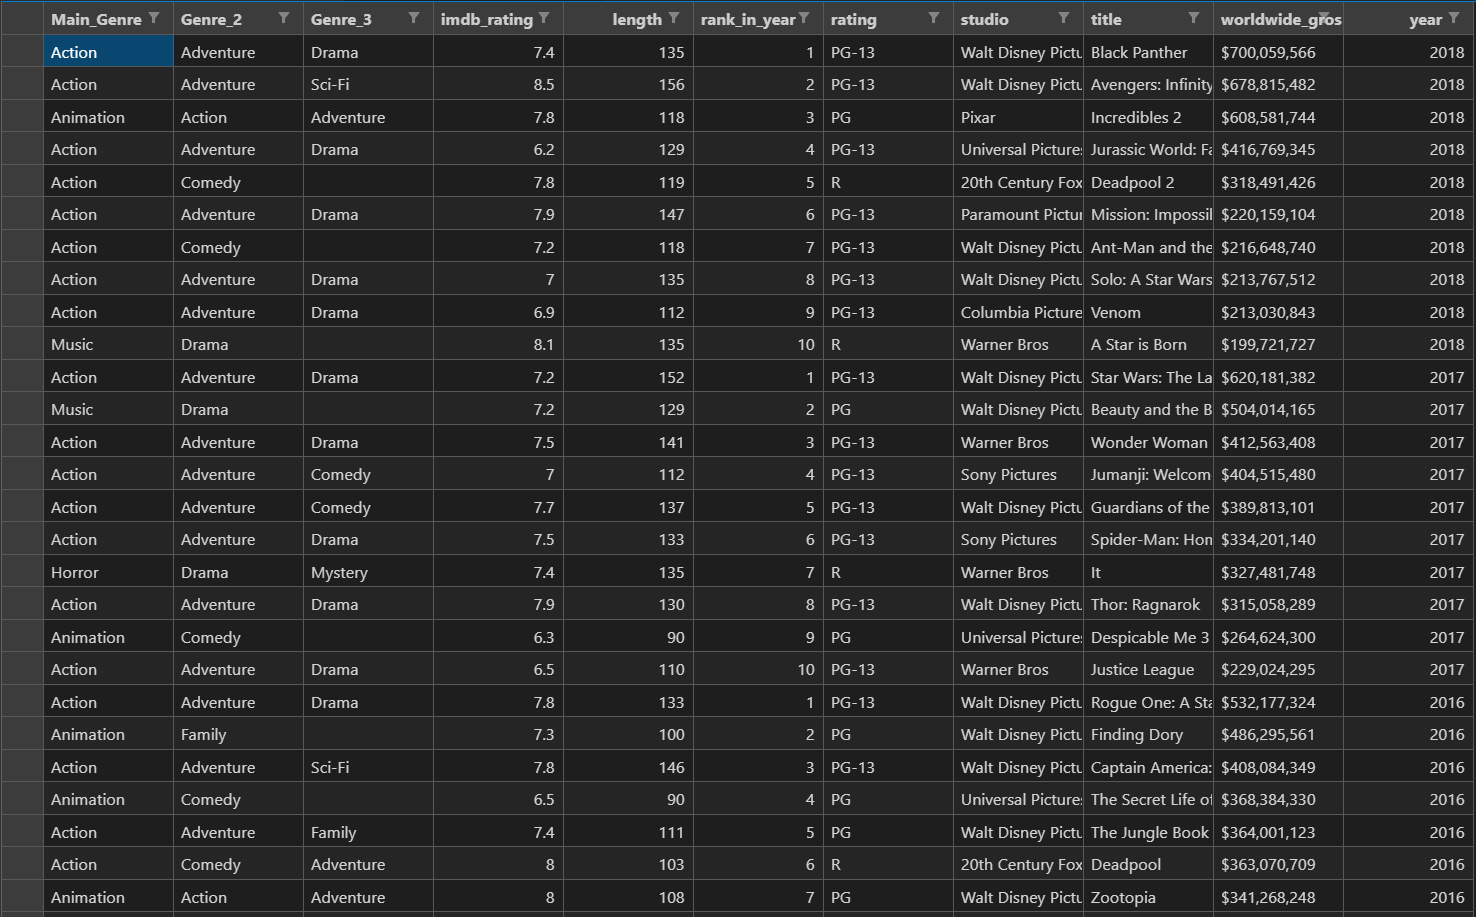 Main_Genre Genre_2 Genre_3 imdb_rating length rank_in_year rating studio title worldwide_gros year
Action Adventure Drama 7.4 135 1 PG-13 Walt Disney Pictu Black Panther $700,059,566 2018
Action Adventure Sci-Fi 8.5 156 2 PG-13 Walt Disney Pictu Avengers: Infinity $678,815,482 2018
Animation Action Adventure 7.8 118 3 PG Pixar Incredibles 2 $608,581,744 2018
Action Adventure Drama 6.2 129 4 PG-13 Universal Pictures Jurassic World: Fa $416,769,345 2018
Action Comedy 7.8 119 5 R 20th Century Fox Deadpool 2 $318,491,426 2018
Action Adventure Drama 7.9 147 6 PG-13 Paramount Pictu Mission: Impossil $220,159,104 2018
Action Comedy 7.2 118 7 PG-13 Walt Disney Pictu Ant-Man and the $216,648,740 2018
Action Adventure Drama 7 135 8 PG-13 Walt Disney Pictu Solo: A Star Wars $213,767,512 2018
Action Adventure Drama 6.9 112 9 PG-13 Columbia Picture Venom $213,030,843 2018
Music Drama 8.1 135 10 R Warner Bros A Star is Born $199,721,727 2018
Action Adventure Drama 7.2 152 1 PG-13 Walt Disney Pictu Star Wars: The La $620,181,382 2017
Music Drama 7.2 129 2 PG Walt Disney Pictu Beauty and the B $504,014,165 2017
Action Adventure Drama 7.5 141 3 PG-13 Warner Bros Wonder Woman $412,563,408 2017
Action Adventure Comedy 7 112 4 PG-13 Sony Pictures Jumanji: Welcom $404,515,480 2017
Action Adventure Comedy 7.7 137 5 PG-13 Walt Disney Pictu Guardians of the $389,813,101 2017
Action Adventure Drama 7.5 133 6 PG-13 Sony Pictures Spider-Man: Hom $334,201,140 2017
Horror Drama Mystery 7.4 135 7 R Warner Bros It $327,481,748 2017
Action Adventure Drama 7.9 130 8 PG-13 Walt Disney Pictu Thor: Ragnarok $315,058,289 2017
Animation Comedy 6.3 90 9 PG Universal Pictures Despicable Me 3 $264,624,300 2017
Action Adventure Drama 6.5 110 10 PG-13 Warner Bros Justice League $229,024,295 2017
Action Adventure Drama 7.8 133 1 PG-13 Walt Disney Pictu Rogue One: A Sta $532,177,324 2016
Animation Family 7.3 100 2 PG Walt Disney Pictu Finding Dory $486,295,561 2016
Action Adventure Sci-Fi 7.8 146 3 PG-13 Walt Disney Pictu Captain America: $408,084,349 2016
Animation Comedy 6.5 90 4 PG Universal Pictures The Secret Life of $368,384,330 2016
Action Adventure Family 7.4 111 5 PG Walt Disney Pictu The Jungle Book $364,001,123 2016
Action Comedy Adventure 8 103 6 R 20th Century Fox Deadpool $363,070,709 2016
Animation Action Adventure 8 108 7 PG Walt Disney Pictu Zootopia $341,268,248 2016